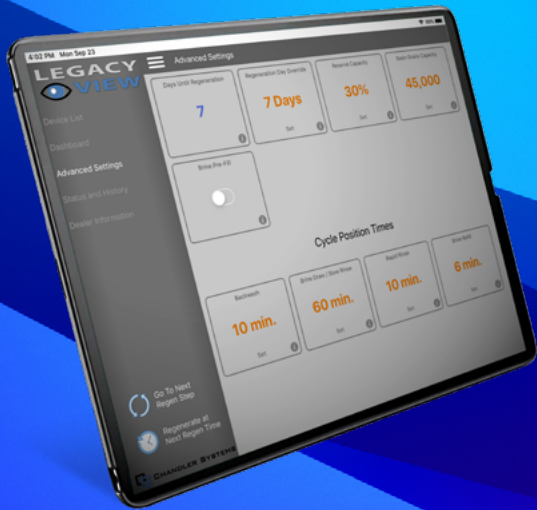 4:02 PM Mon Sep 23
LEGACY
VIEW
Advanced Settings
Device List
Dashboard
Advanced Settings
Status and History
Dealer Information
Go To Next
Regen Step
Regenerate at
Next Regen Time
CHANDLER SYSTEMS
Days Until Regeneration
7
Regeneration Day Override
7 Days
Set
Reserve Capacity
30%
Set
Resin Grains Capacity
45,000
Set
Brine Pre-Fill
Cycle Position Times
Backwash
10 min.
Set
Brine Draw / Slow Rinse
60 min.
Set
Rapid Rinse
10 min.
Set
Brine Refill
6 min.
Set